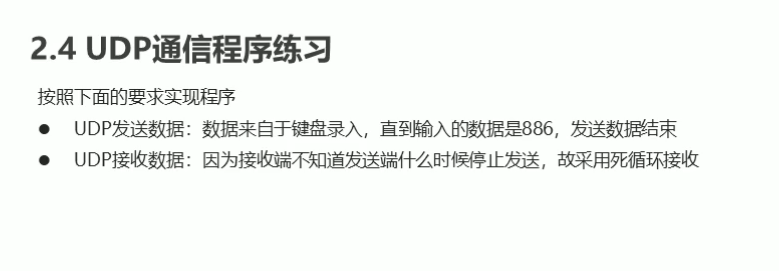 2.4 UDP通信程序练习
按照下面的要求实现程序
● UDP发送数据：数据来自于键盘录入，直到输入的数据是886，发送数据结束
● UDP接收数据：因为接收端不知道发送端什么时候停止发送，故采用死循环接收